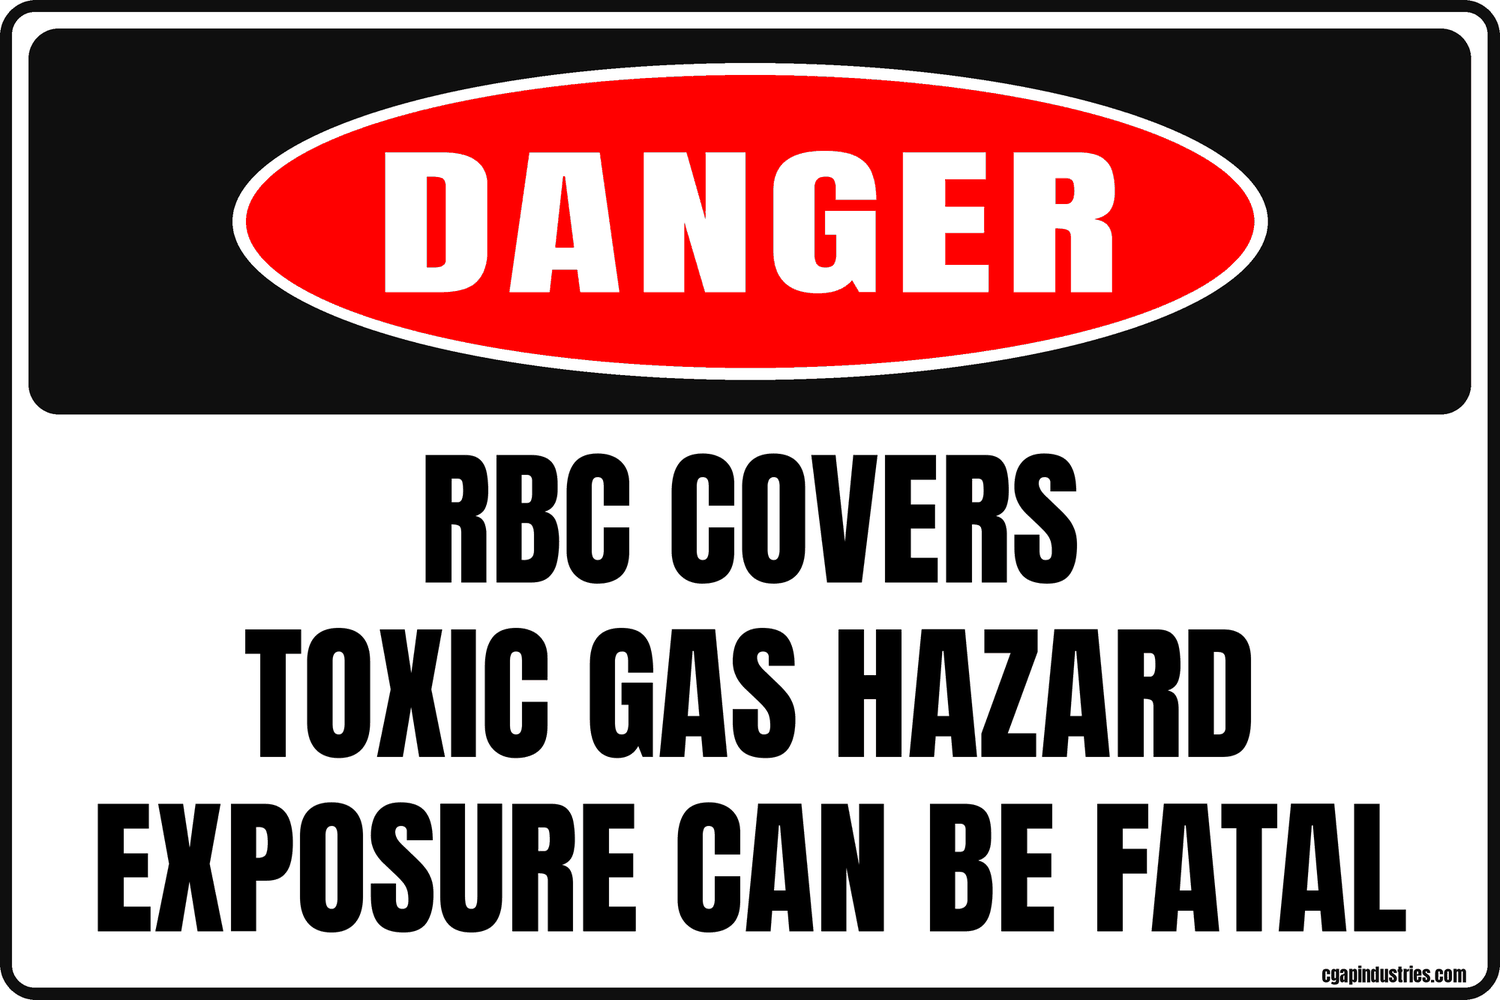 DANGER
RBC COVERS
TOXIC GAS HAZARD
EXPOSURE CAN BE FATAL
cgapindustries.com